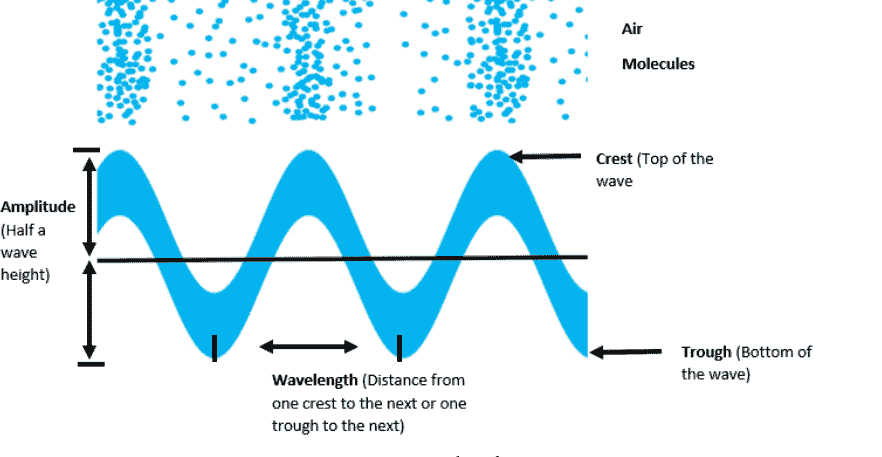 Air
Molecules
Crest (Top of the
wave
Amplitude
(Half a
wave
height)
Trough (Bottom of
the wave)
Wavelength (Distance from
one crest to the next or one
trough to the next)